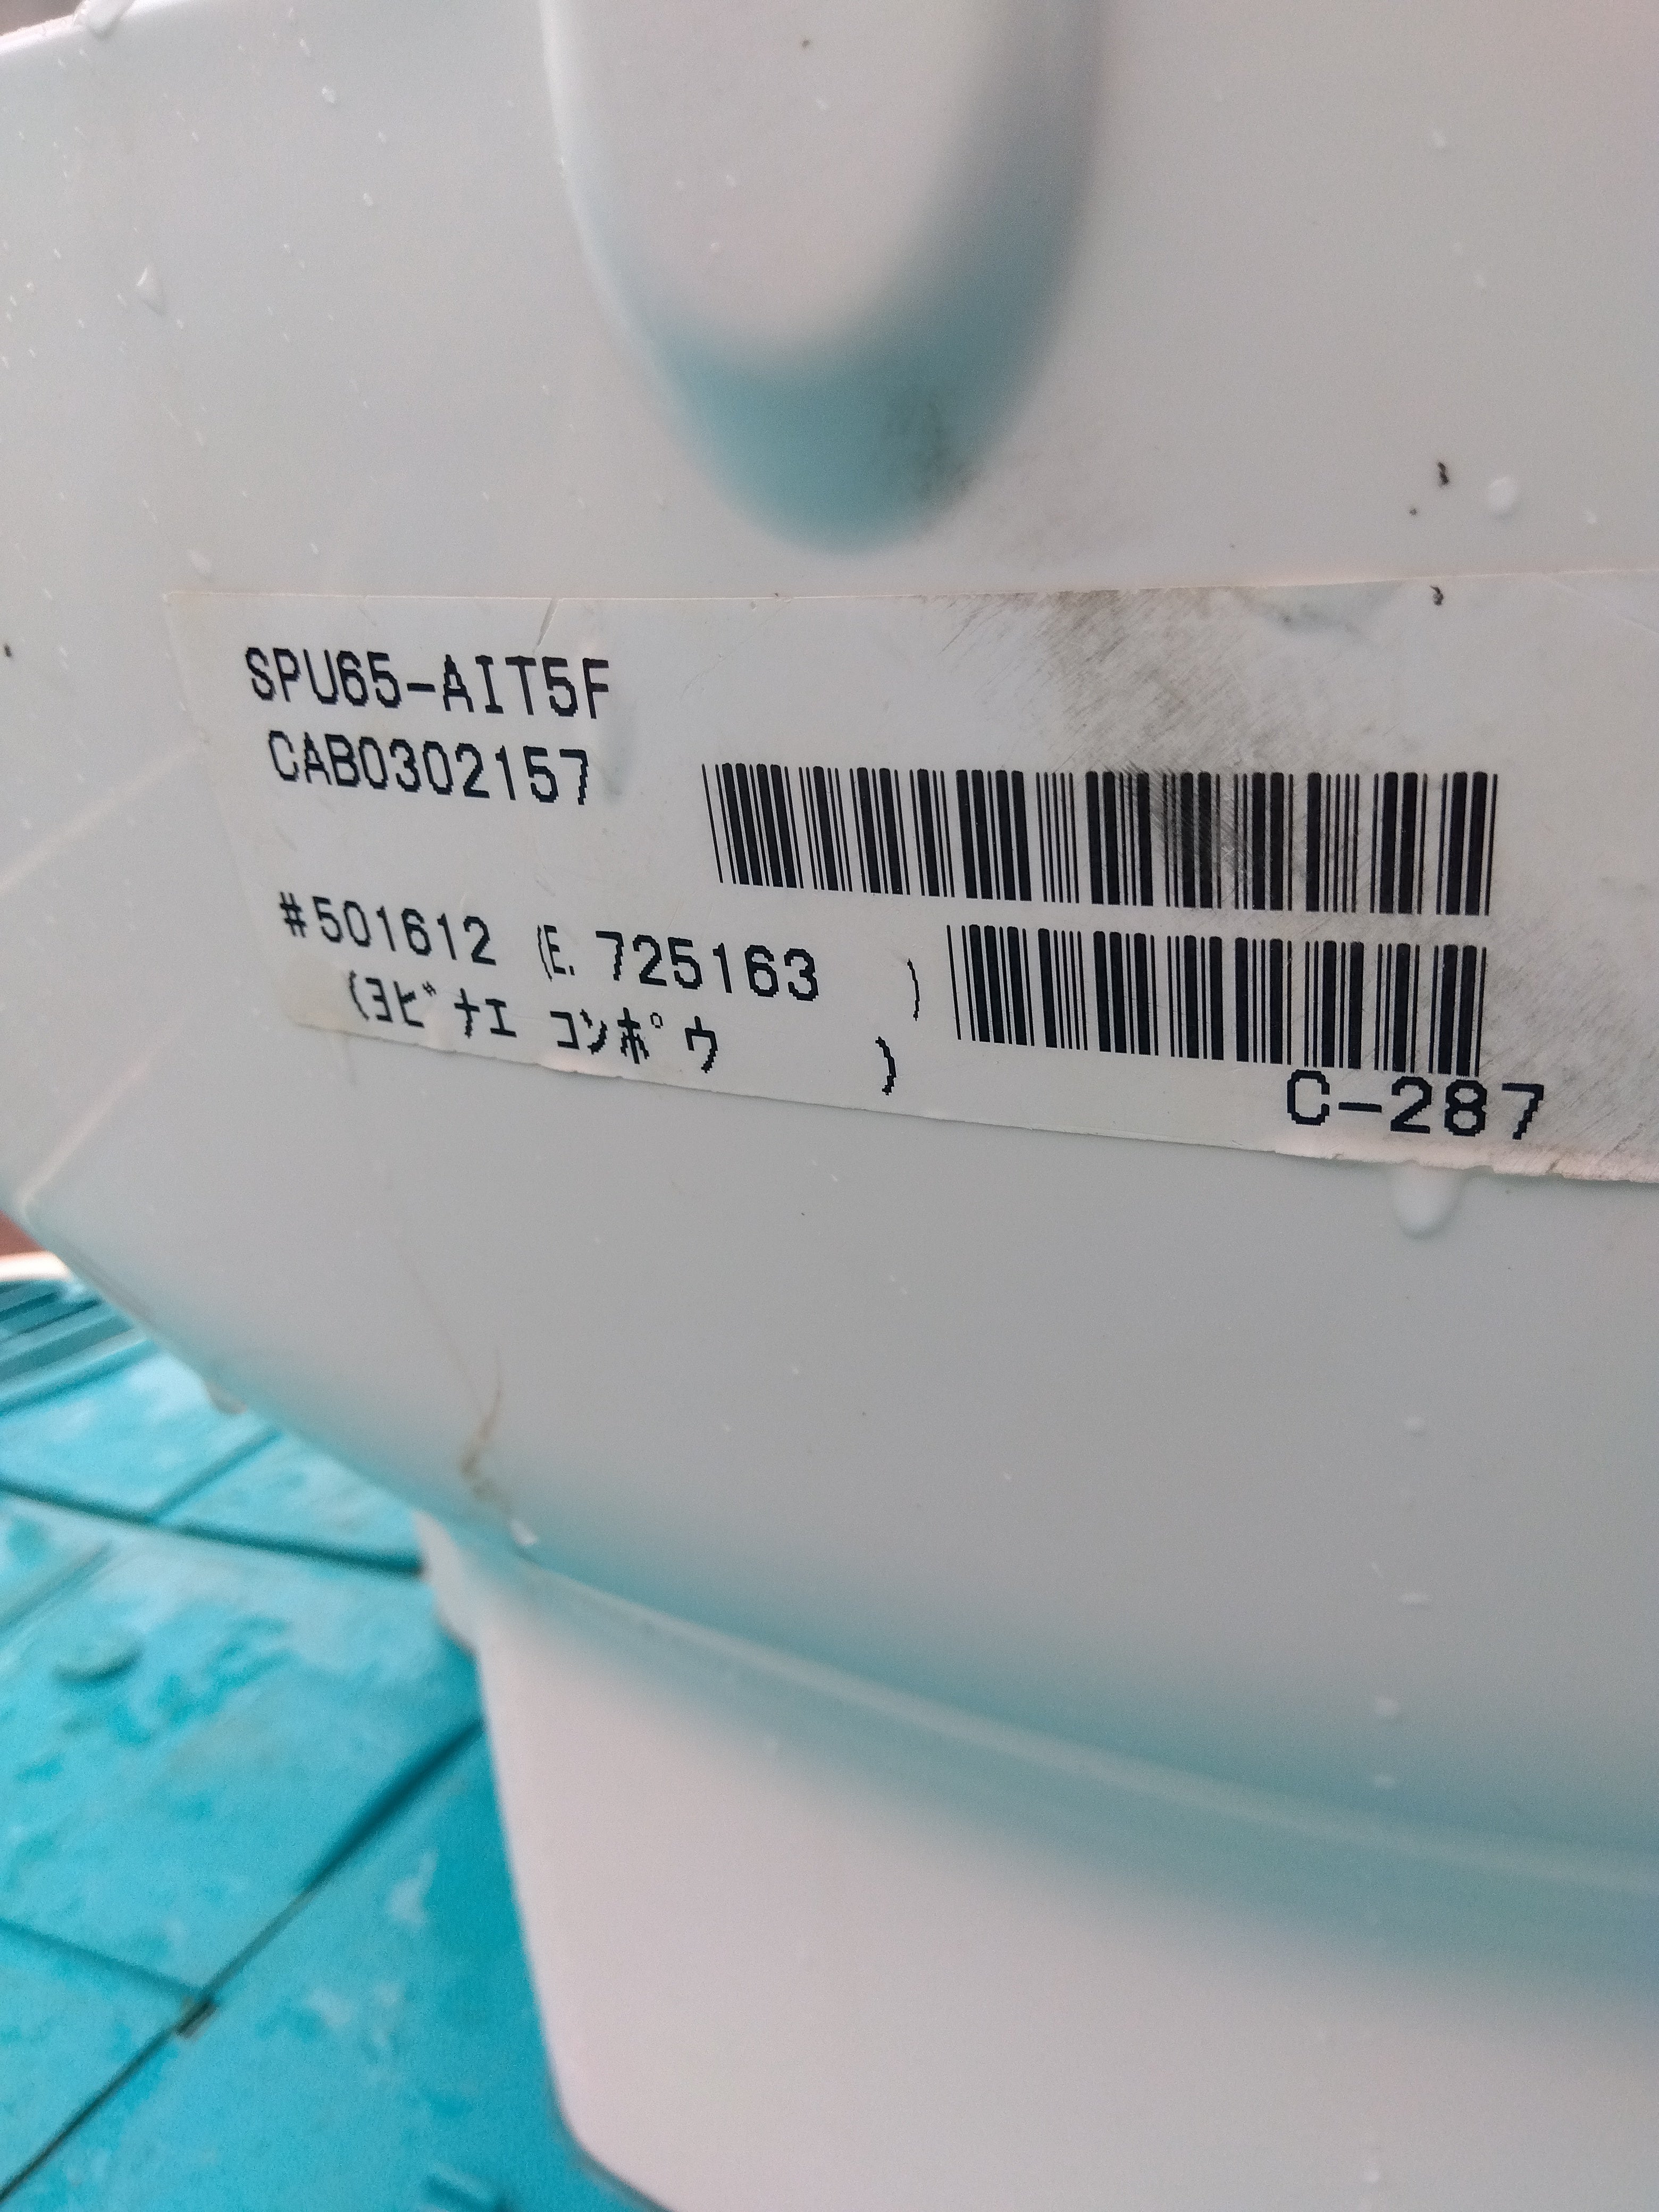 SPU65-AIT5F
CAB0302157
#501612 (E. 725163 )
(ヨビナエ コンポウ )
C-287